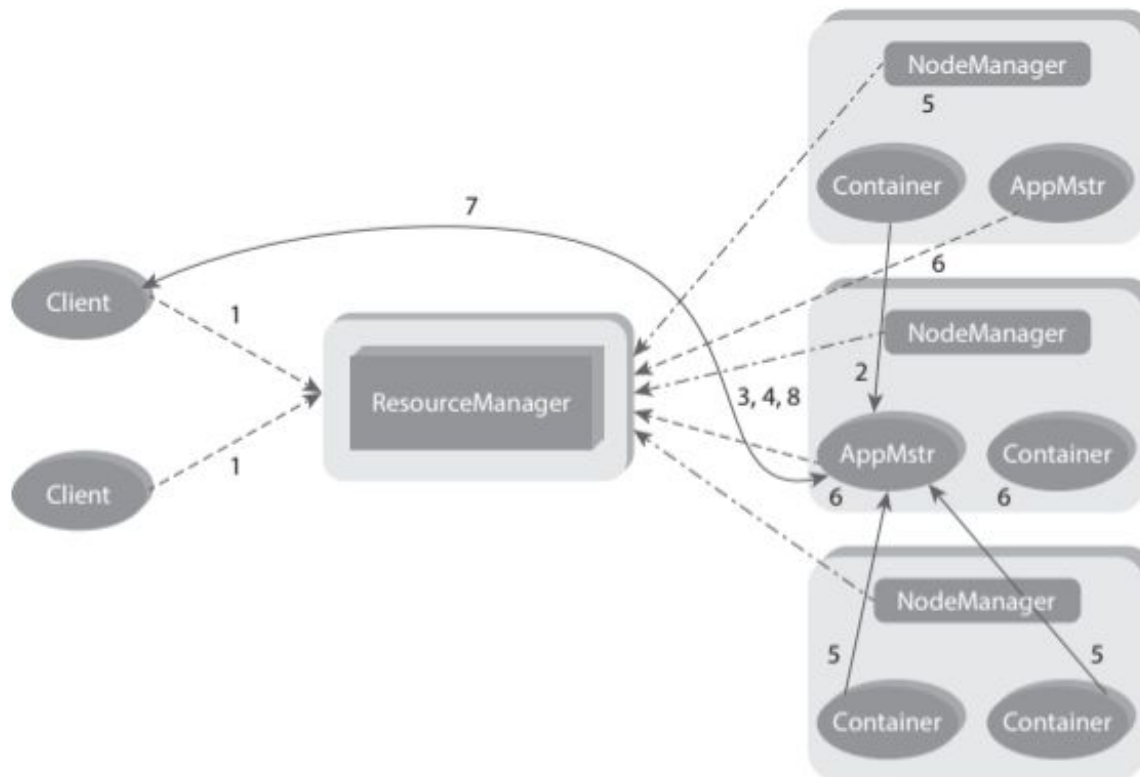 NodeManager
5
Container
AppMstr
7
6
Client
1
NodeManager
2
ResourceManager
3, 4, 8
AppMstr
Container
1
6
6
Client
NodeManager
5
5
Container
Container